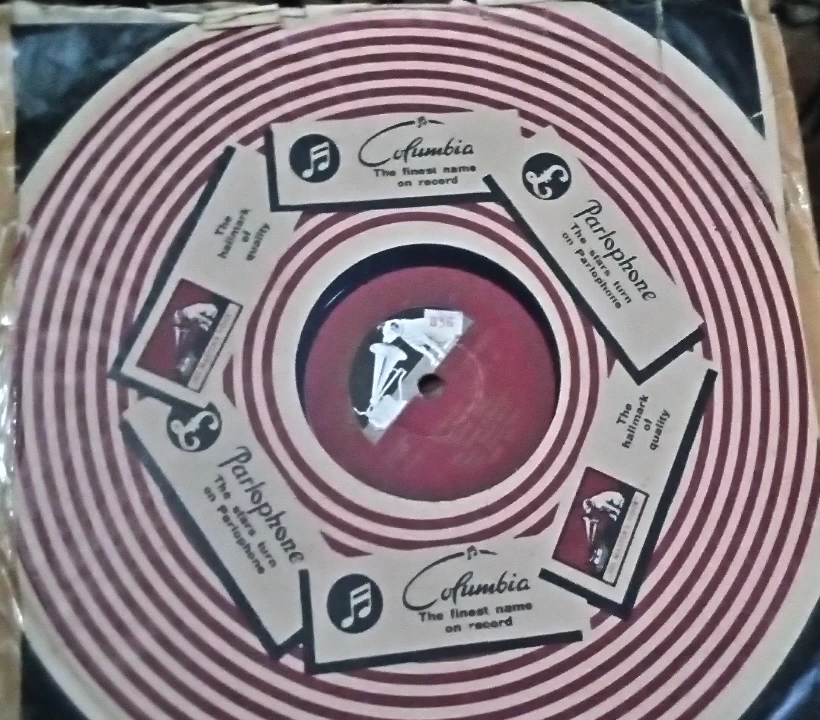 Columbia
The finest name
on record
Parlophone
The stars turn
on Parlophone
The
hallmark
of
quality
The
hallmark
of
quality
Parlophone
The stars turn
on Parlophone
Columbia
The finest name
on record